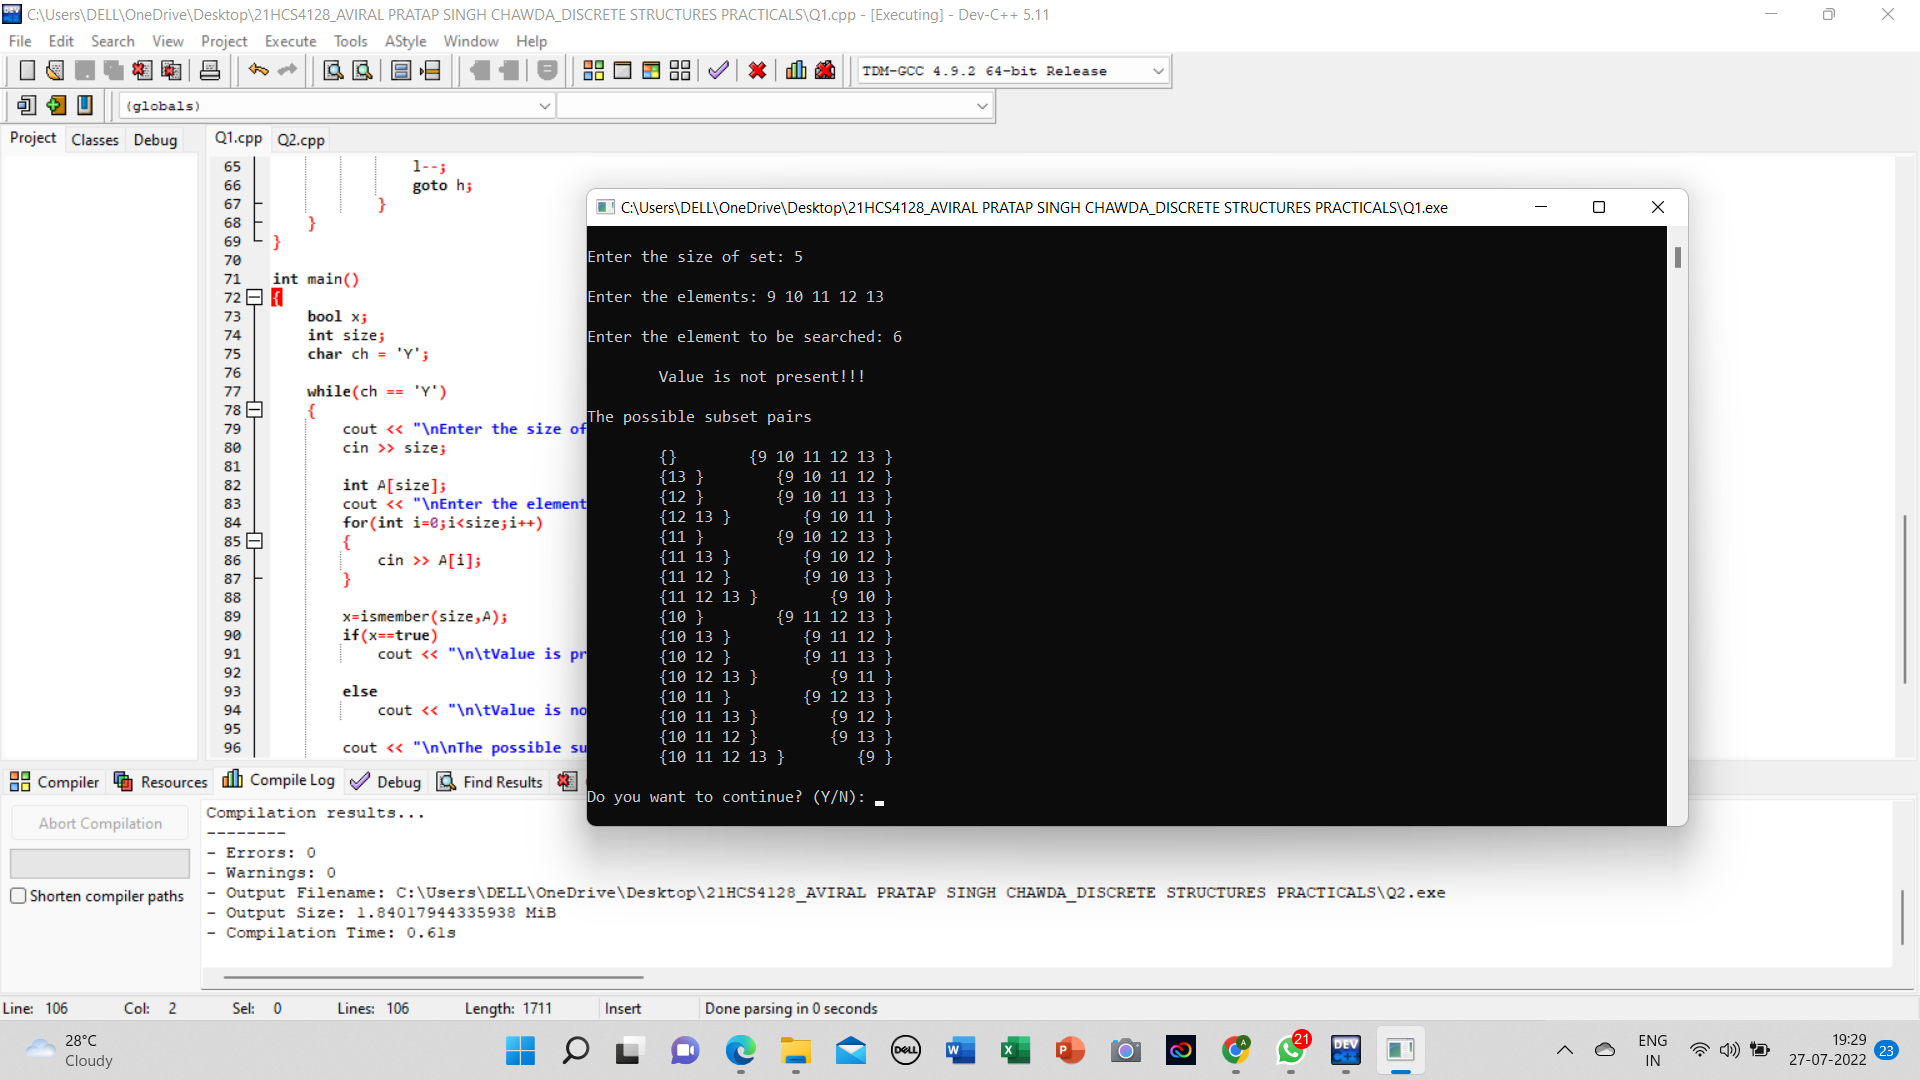 C:\Users\DELL\OneDrive\Desktop\21HCS4128_AVIRAL PRATAP SINGH CHAWDA_DISCRETE STRUCTURES PRACTICALS\Q1.cpp - [Executing] - Dev-C++ 5.11
File Edit Search View Project Execute Tools AStyle Window Help
TDM-GCC 4.9.2 64-bit Release
(globals)
Project Classes Debug Q1.cpp Q2.cpp
65 l--;
66 goto h;
67 }
68 }
69 }
70
71 int main()
72 {
73 bool x;
74 int size;
75 char ch = 'Y';
76
77 while(ch == 'Y')
78 {
79 cout << "\nEnter the size of
80 cin >> size;
81
82 int A[size];
83 cout << "\nEnter the element
84 for(int i=0;i<size;i++)
85 {
86 cin >> A[i];
87 }
88
89 x=ismember(size,A);
90 if(x==true)
91 cout << "\n\tValue is pr
92
93 else
94 cout << "\n\tValue is no
95
96 cout << "\n\nThe possible su
C:\Users\DELL\OneDrive\Desktop\21HCS4128_AVIRAL PRATAP SINGH CHAWDA_DISCRETE STRUCTURES PRACTICALS\Q1.exe
Enter the size of set: 5
Enter the elements: 9 10 11 12 13
Enter the element to be searched: 6
Value is not present!!!
The possible subset pairs
{} {9 10 11 12 13 }
{13 } {9 10 11 12 }
{12 } {9 10 11 13 }
{12 13 } {9 10 11 }
{11 } {9 10 12 13 }
{11 13 } {9 10 12 }
{11 12 } {9 10 13 }
{11 12 13 } {9 10 }
{10 } {9 11 12 13 }
{10 13 } {9 11 12 }
{10 12 } {9 11 13 }
{10 12 13 } {9 11 }
{10 11 } {9 12 13 }
{10 11 13 } {9 12 }
{10 11 12 } {9 13 }
{10 11 12 13 } {9 }
Do you want to continue? (Y/N):
Compiler Resources Compile Log Debug Find Results
Abort Compilation
Shorten compiler paths
Compilation results...
--------
- Errors: 0
- Warnings: 0
- Output Filename: C:\Users\DELL\OneDrive\Desktop\21HCS4128_AVIRAL PRATAP SINGH CHAWDA_DISCRETE STRUCTURES PRACTICALS\Q2.exe
- Output Size: 1.84017944335938 MiB
- Compilation Time: 0.61s
Line: 106 Col: 2 Sel: 0 Lines: 106 Length: 1711 Insert Done parsing in 0 seconds
28°C
Cloudy
DELL
W
X
P
A
21
DEV
C++
ENG
IN
19:29
27-07-2022
23